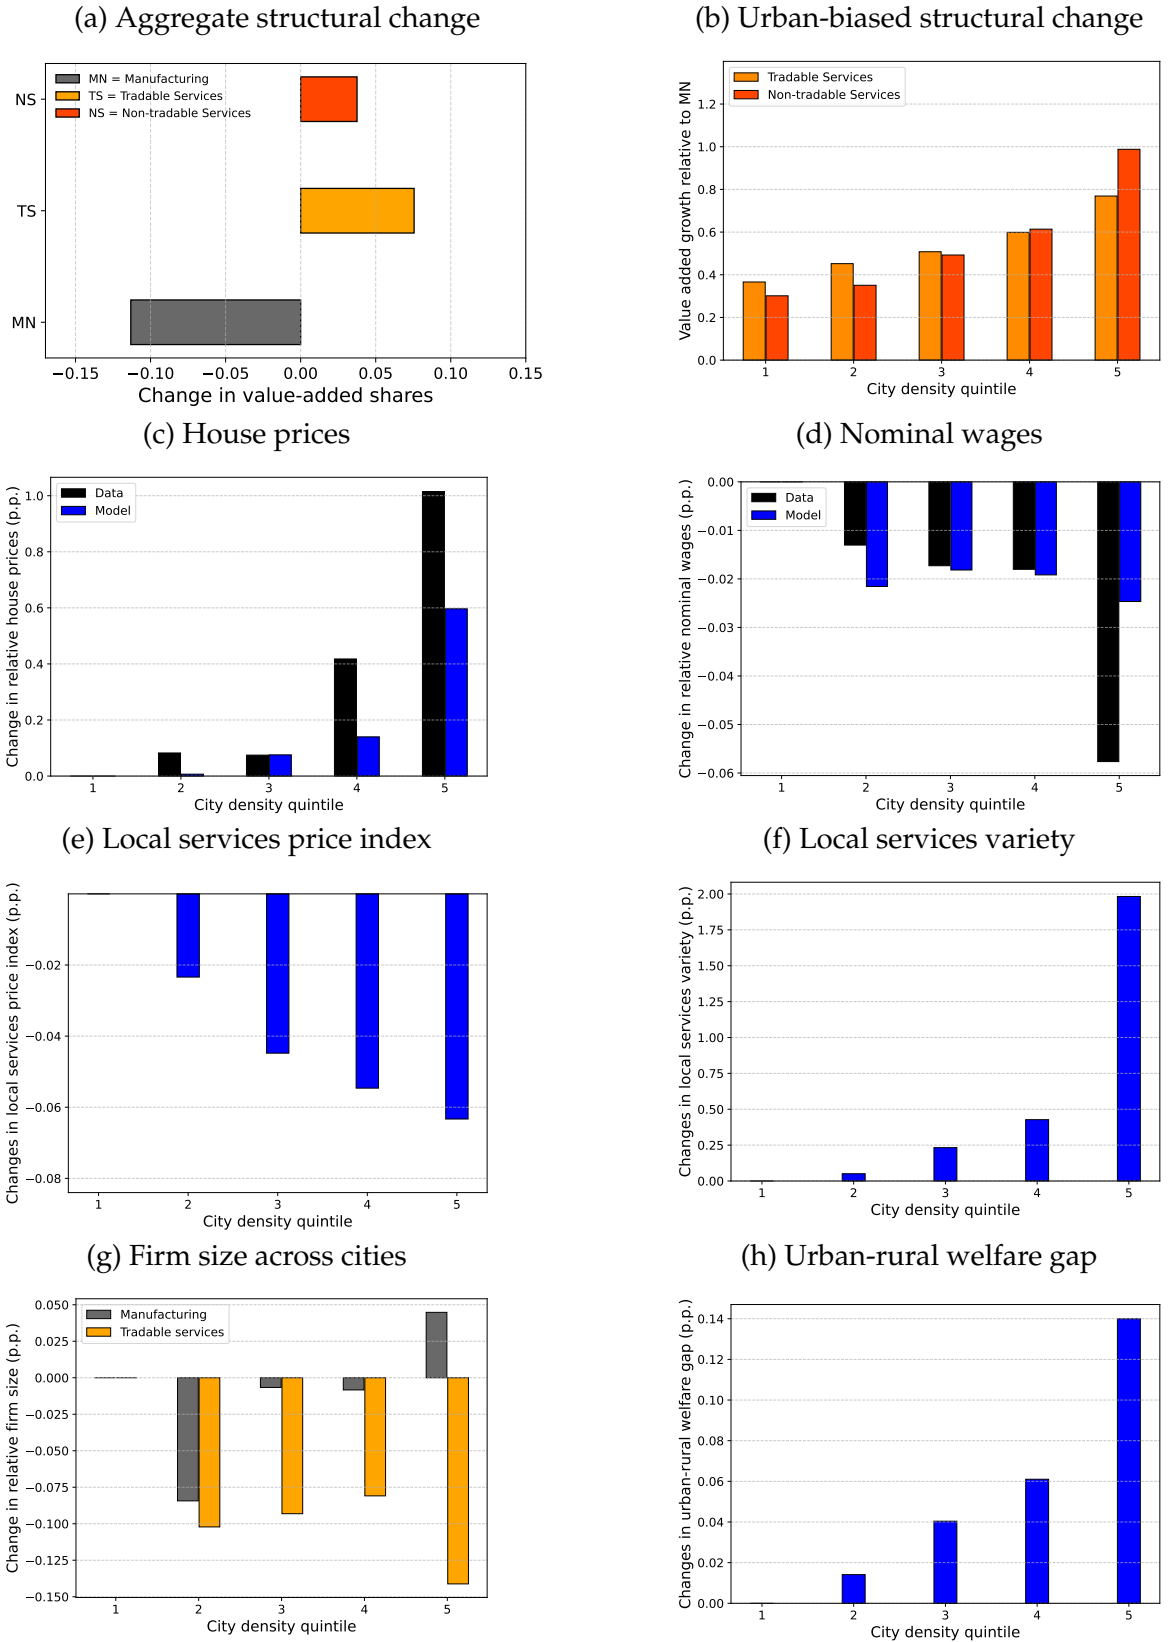 (a) Aggregate structural change
MN = Manufacturing
TS = Tradable Services
NS = Non-tradable Services
NS
TS
MN
−0.15 −0.10 −0.05 0.00 0.05 0.10 0.15
Change in value-added shares
(b) Urban-biased structural change
Tradable Services
Non-tradable Services
Value added growth relative to MN
1.2
1.0
0.8
0.6
0.4
0.2
0.0
1 2 3 4 5
City density quintile
(c) House prices
Data
Model
Change in relative house prices (p.p.)
1.0
0.8
0.6
0.4
0.2
0.0
1 2 3 4 5
City density quintile
(d) Nominal wages
Data
Model
Change in relative nominal wages (p.p.)
0.00
−0.01
−0.02
−0.03
−0.04
−0.05
−0.06
1 2 3 4 5
City density quintile
(e) Local services price index
Changes in local services price index (p.p.)
−0.02
−0.04
−0.06
−0.08
1 2 3 4 5
City density quintile
(f) Local services variety
Changes in local services variety (p.p.)
2.00
1.75
1.50
1.25
1.00
0.75
0.50
0.25
0.00
1 2 3 4 5
City density quintile
(g) Firm size across cities
Manufacturing
Tradable services
Change in relative firm size (p.p.)
0.050
0.025
0.000
−0.025
−0.050
−0.075
−0.100
−0.125
−0.150
1 2 3 4 5
City density quintile
(h) Urban-rural welfare gap
Changes in urban-rural welfare gap (p.p.)
0.14
0.12
0.10
0.08
0.06
0.04
0.02
0.00
1 2 3 4 5
City density quintile